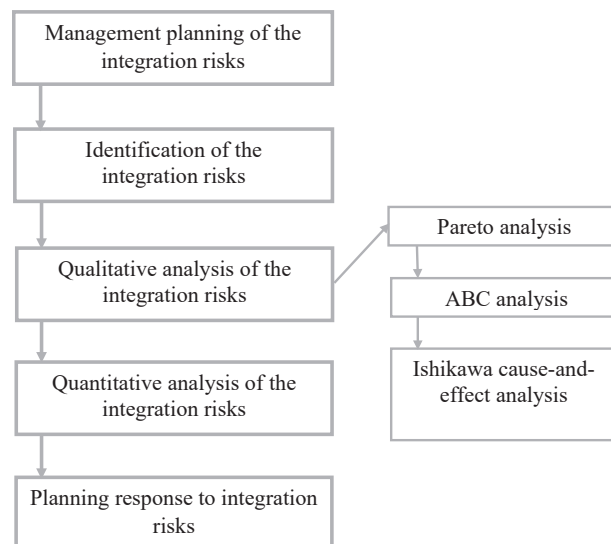 Management planning of the
integration risks
Identification of the
integration risks
Qualitative analysis of the
integration risks
Quantitative analysis of the
integration risks
Planning response to integration
risks
Pareto analysis
ABC analysis
Ishikawa cause-and-
effect analysis